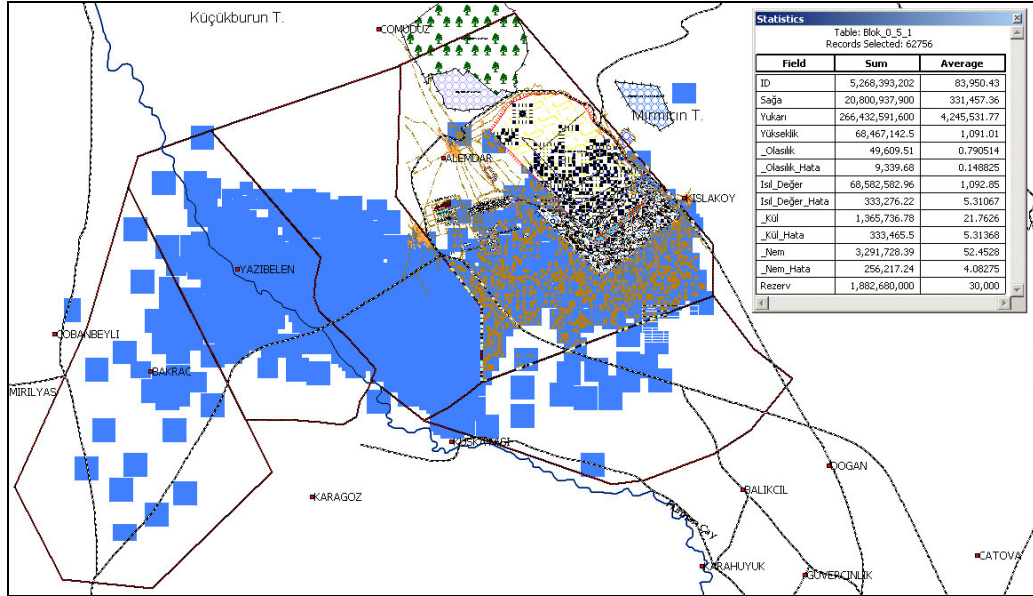 Küçükburun T.
COMUDUZ
Mırmırın T.
ALEMDAR
KISLAKOY
YAZIBELEN
COBANBEYLI
MIRILYAS
BAKRAC
KARAGOZ
DOGAN
BALIKCIL
KARAHUYUK
GÜVERCINLIK
CATOVA
Statistics
Table: Blok_0_5_1
Records Selected: 62756
Field Sum Average
ID 5,268,393,202 83,950.43
Sağa 20,800,937,900 331,457.36
Yukarı 266,432,591,600 4,245,531.77
Yükseklik 68,467,142.5 1,091.01
_Olasılık 49,609.51 0.790514
_Olasılık_Hata 9,339.68 0.148825
Isıl_Değer 68,582,582.96 1,092.85
Isıl_Değer_Hata 333,276.22 5.31067
_Kül 1,365,736.78 21.7626
_Kül_Hata 333,465.5 5.31368
_Nem 3,291,728.39 52.4528
_Nem_Hata 256,217.24 4.08275
Rezerv 1,882,680,000 30,000